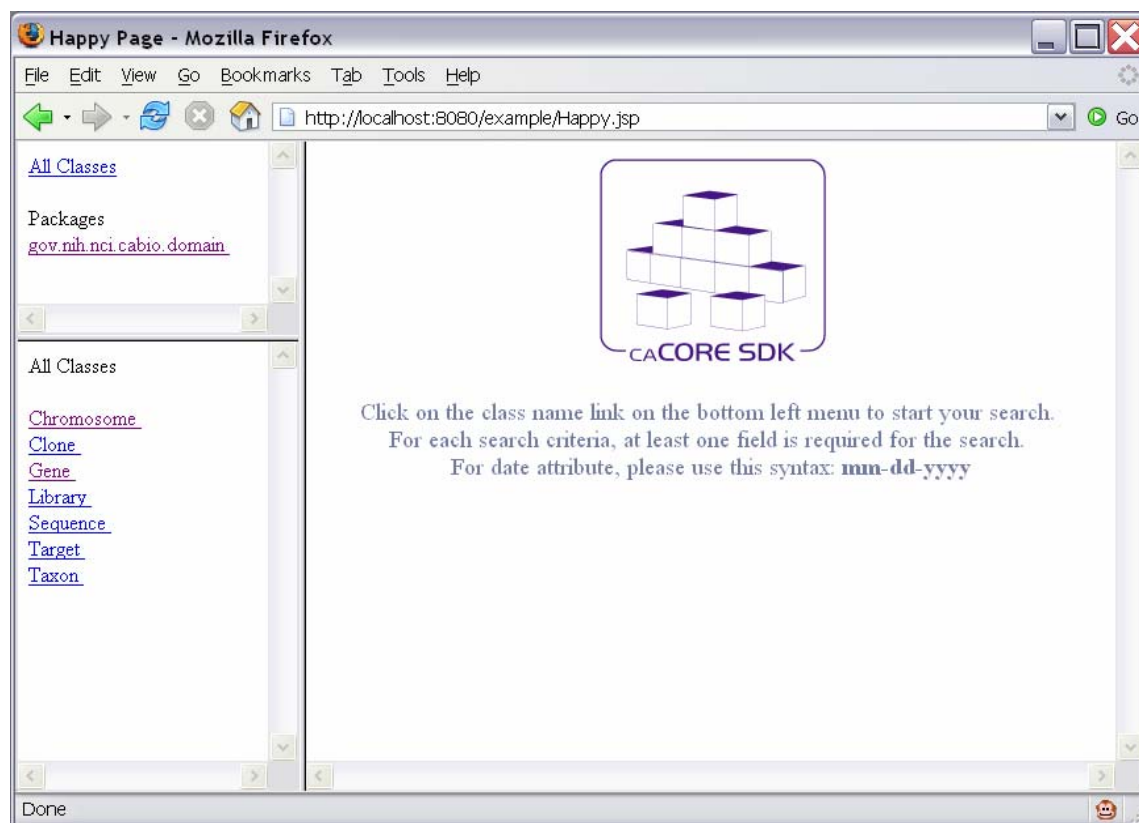 Happy Page - Mozilla Firefox
File Edit View Go Bookmarks Tab Tools Help
http://localhost:8080/example/Happy.jsp Go
All Classes
Packages
gov.nih.nci.cabio.domain
All Classes
Chromosome
Clone
Gene
Library
Sequence
Target
Taxon
caCORE SDK
Click on the class name link on the bottom left menu to start your search.
For each search criteria, at least one field is required for the search.
For date attribute, please use this syntax: mm-dd-yyyy
Done